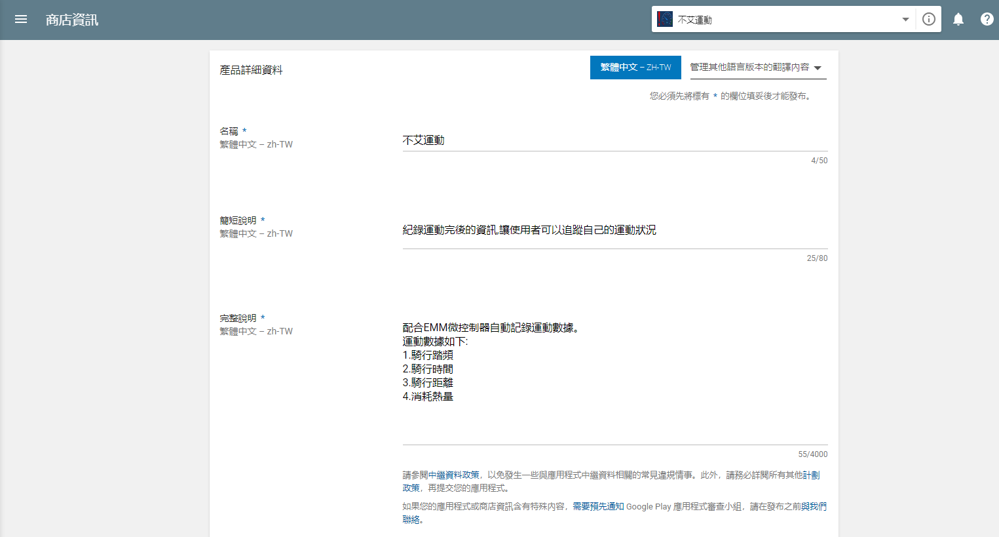 商店資訊
不艾運動
產品詳細資料
繁體中文 – ZH-TW
管理其他語言版本的翻譯內容
您必須先將標有 * 的欄位填妥後才能發布。
名稱 *
繁體中文 – zh-TW
不艾運動
4/50
簡短說明 *
繁體中文 – zh-TW
紀錄運動完後的資訊,讓使用者可以追蹤自己的運動狀況
25/80
完整說明 *
繁體中文 – zh-TW
配合EMM微控制器自動記錄運動數據。
運動數據如下:
1.騎行踏頻
2.騎行時間
3.騎行距離
4.消耗熱量
55/4000
請參閱中繼資料政策，以免發生一些與應用程式中繼資料相關的常見違規情事。此外，請務必詳閱所有其他計劃
政策，再提交您的應用程式。
如果您的應用程式或商店資訊含有特殊內容，需要預先通知 Google Play 應用程式審查小組，請在發布之前與我們
聯絡。